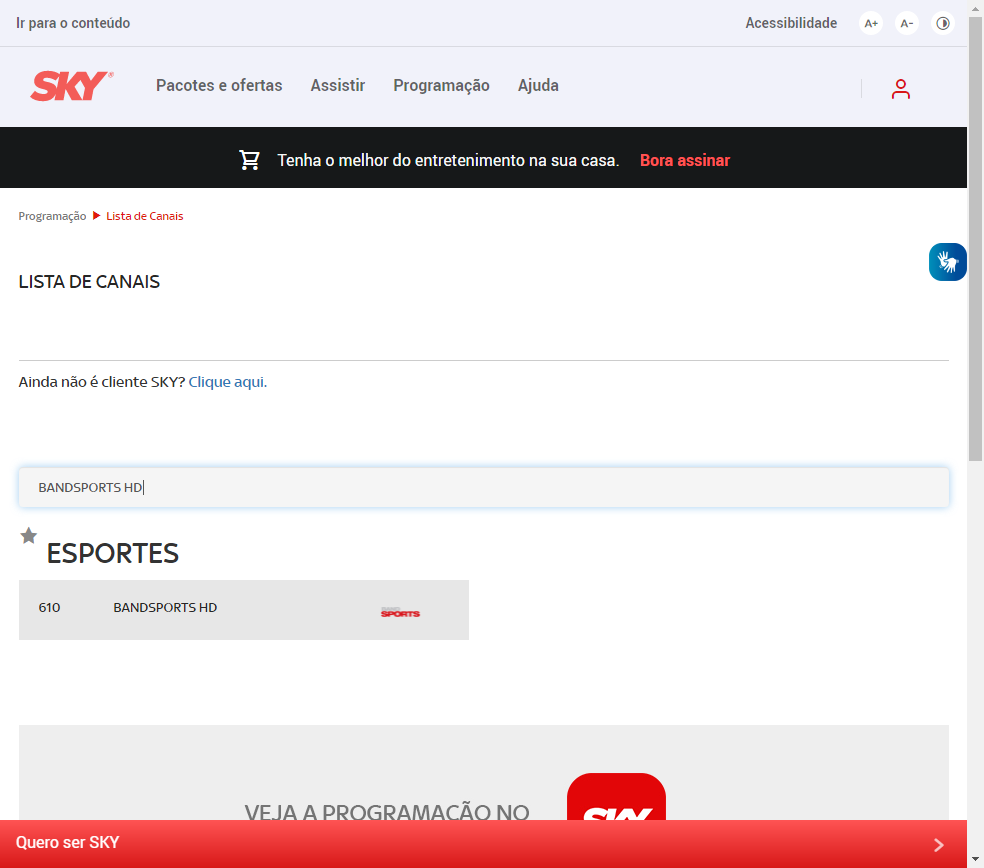 Ir para o conteúdo
Acessibilidade
A+
A-
SKY
Pacotes e ofertas
Assistir
Programação
Ajuda
Tenha o melhor do entretenimento na sua casa.
Bora assinar
Programação
Lista de Canais
LISTA DE CANAIS
Ainda não é cliente SKY? Clique aqui.
BANDSPORTS HD
ESPORTES
610
BANDSPORTS HD
SPORTS
VEJA A PROGRAMAÇÃO NO
SKY
Quero ser SKY